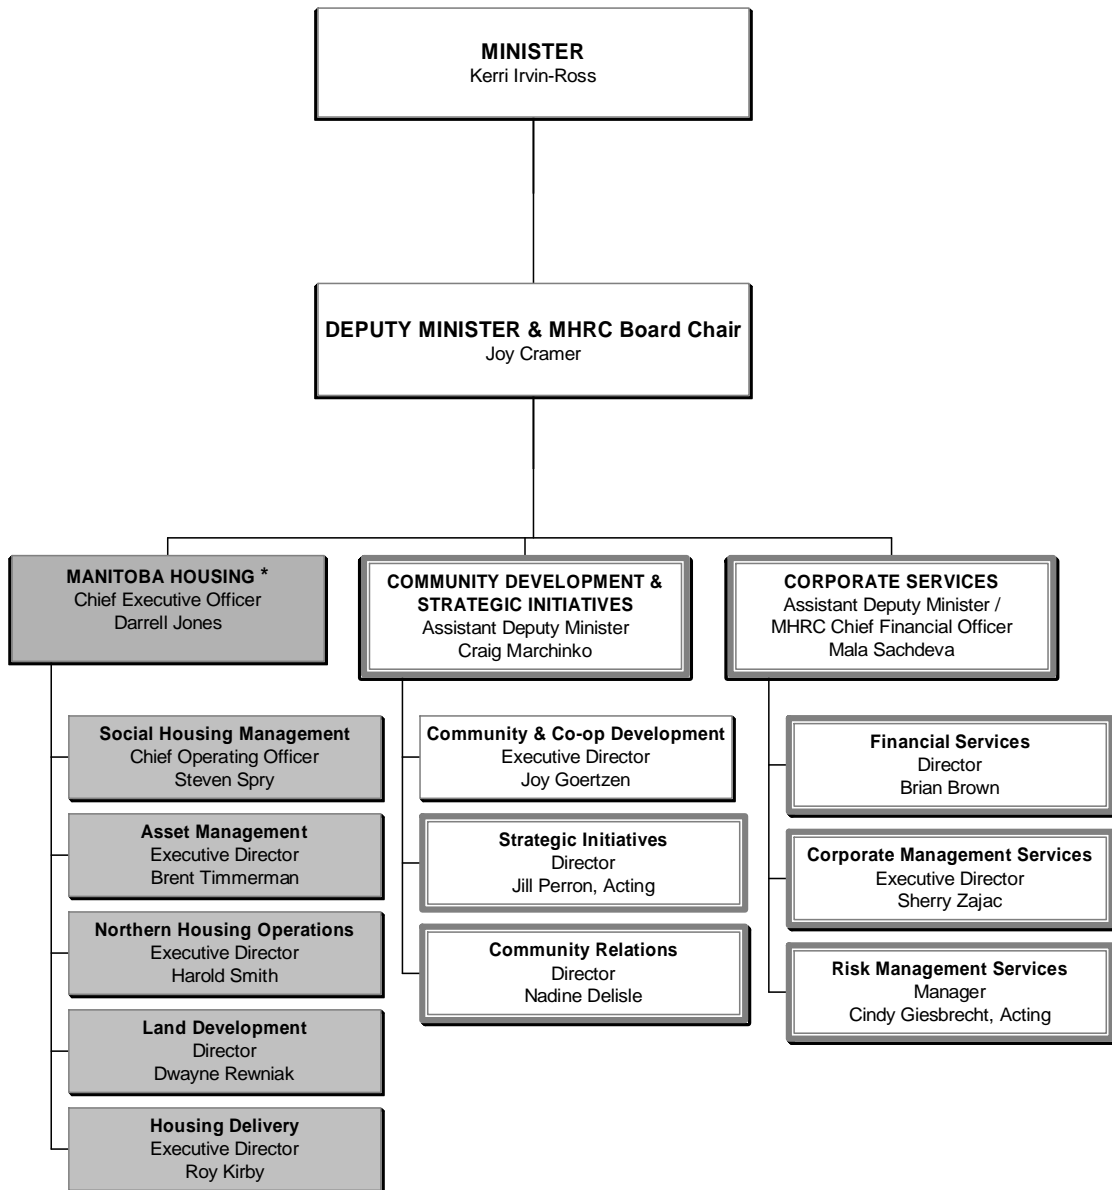 MINISTER
Kerri Irvin-Ross
DEPUTY MINISTER & MHRC Board Chair
Joy Cramer
MANITOBA HOUSING *
Chief Executive Officer
Darrell Jones
Social Housing Management
Chief Operating Officer
Steven Spry
Asset Management
Executive Director
Brent Timmerman
Northern Housing Operations
Executive Director
Harold Smith
Land Development
Director
Dwayne Rewniak
Housing Delivery
Executive Director
Roy Kirby
COMMUNITY DEVELOPMENT &
STRATEGIC INITIATIVES
Assistant Deputy Minister
Craig Marchinko
Community & Co-op Development
Executive Director
Joy Goertzen
Strategic Initiatives
Director
Jill Perron, Acting
Community Relations
Director
Nadine Delisle
CORPORATE SERVICES
Assistant Deputy Minister /
MHRC Chief Financial Officer
Mala Sachdeva
Financial Services
Director
Brian Brown
Corporate Management Services
Executive Director
Sherry Zajac
Risk Management Services
Manager
Cindy Giesbrecht, Acting